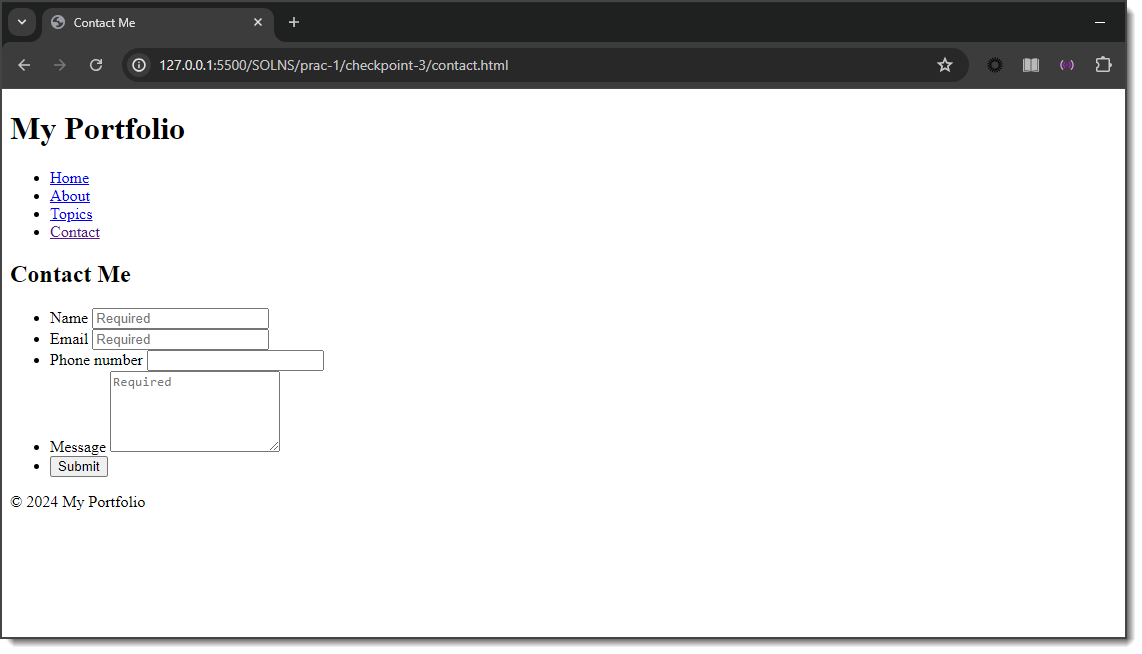 Contact Me
127.0.0.1:5500/SOLNS/prac-1/checkpoint-3/contact.html
My Portfolio
Home
About
Topics
Contact
Contact Me
Name Required
Email Required
Phone number
Required
Message
Submit
© 2024 My Portfolio